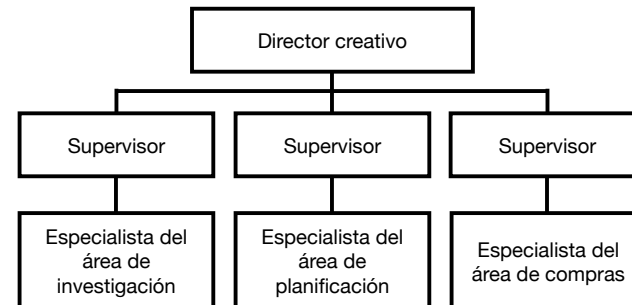 Director creativo
Supervisor
Supervisor
Supervisor
Especialista del
área de
investigación
Especialista del
área de
planificación
Especialista del
área de compras